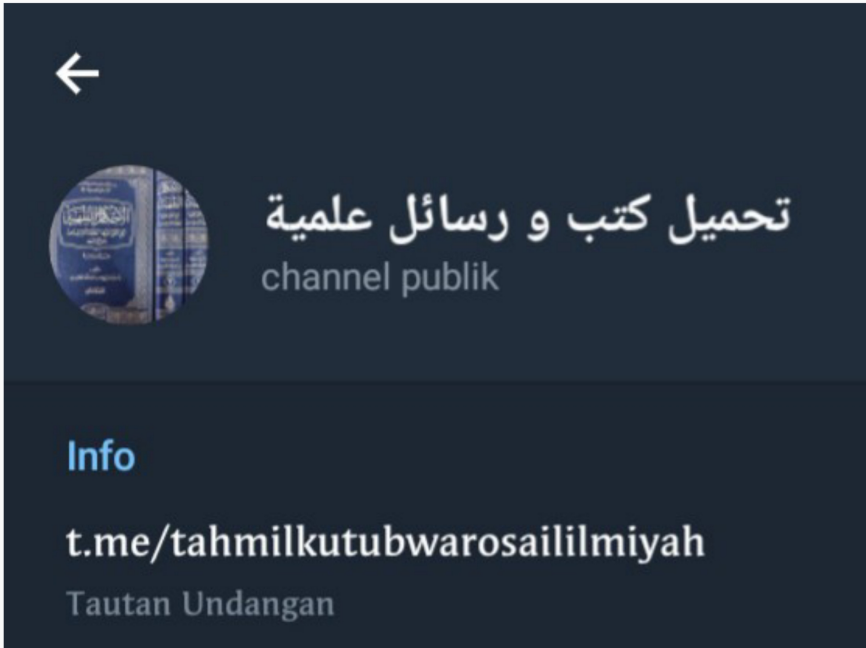 تحميل كتب و رسائل علمية
channel publik
Info
t.me/tahmilkutubwarosaililmiyah
Tautan Undangan